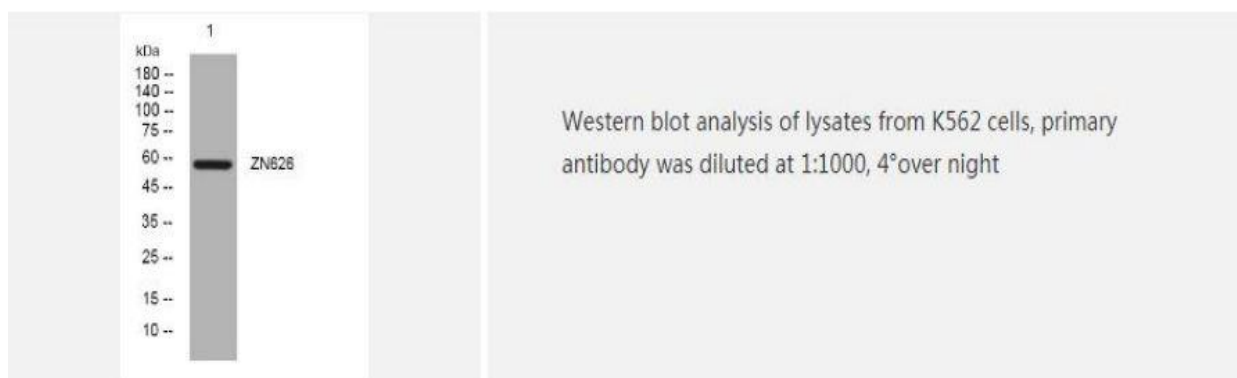 1
kDa
180 --
140 --
100 --
75 --
60 -- ZN626
45 --
35 --
25 --
15 --
10 --
Western blot analysis of lysates from K562 cells, primary
antibody was diluted at 1:1000, 4°over night